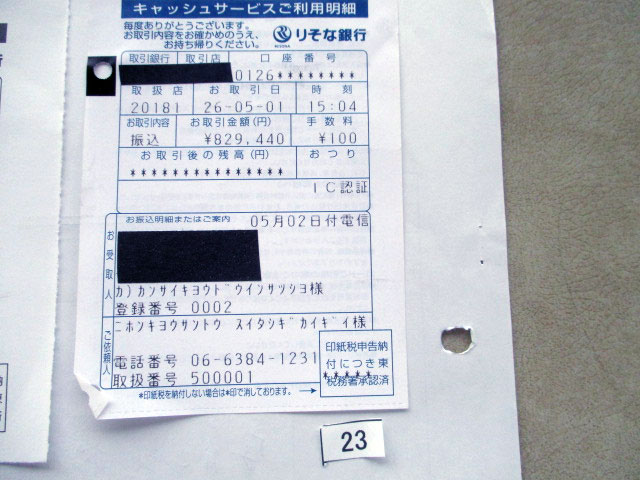 キャッシュサービスご利用明細
毎度ありがとうございます。
お取引内容をお確かめのうえ、
お持ち帰りください。
りそな銀行
RESONA
取引銀行 取引店 口座番号
0126********
取扱店 お取引日 時刻
20181 26-05-01 15:04
お取引内容 お取引金額(円) 手数料
振込 ¥829,440 ¥100
お取引後の残高(円) おつり
**************
IC認証
お振込明細またはご案内 05月02日付電信
お受取人
カ)カンサイキヨウドウインサツシヨ様
登録番号 0002
ご依頼人
ニホンキヨウサントウ スイタシギカイギイ様
電話番号 06-6384-1231
取扱番号 500001
印紙税申告納
付につき東
*****
税務署承認済
*印紙税を納付しない場合は*印で消しております。
23